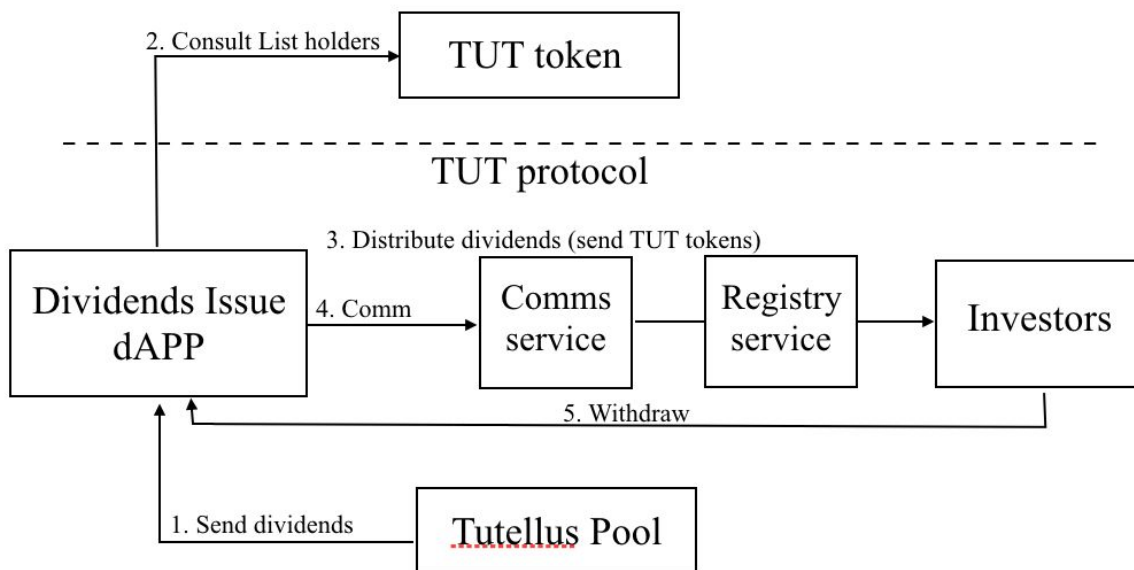 2. Consult List holders
TUT token
TUT protocol
3. Distribute dividends (send TUT tokens)
Dividends Issue
dAPP
4. Comm
Comms
service
Registry
service
Investors
5. Withdraw
1. Send dividends
Tutellus Pool